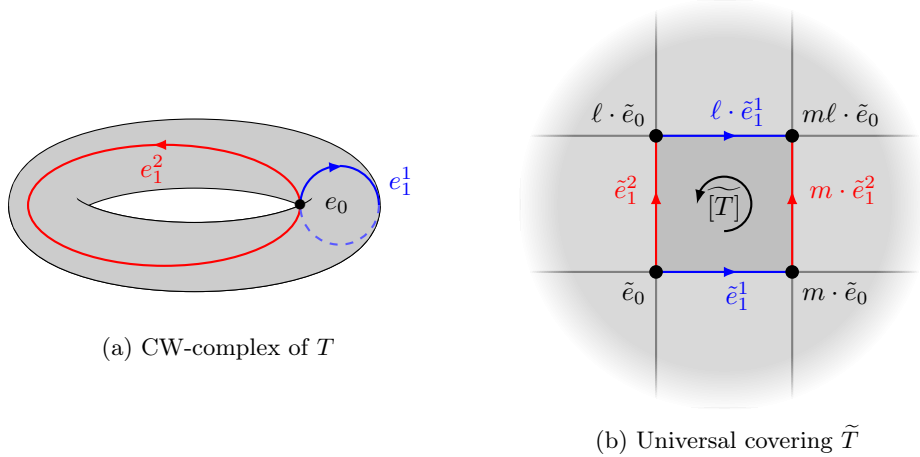 e_1^2
e_1^1
e_0
(a) CW-complex of T
ℓ · ẽ_0
ℓ · ẽ_1^1
mℓ · ẽ_0
ẽ_1^2
\widetilde{[T]}
m · ẽ_1^2
ẽ_0
ẽ_1^1
m · ẽ_0
(b) Universal covering T̃